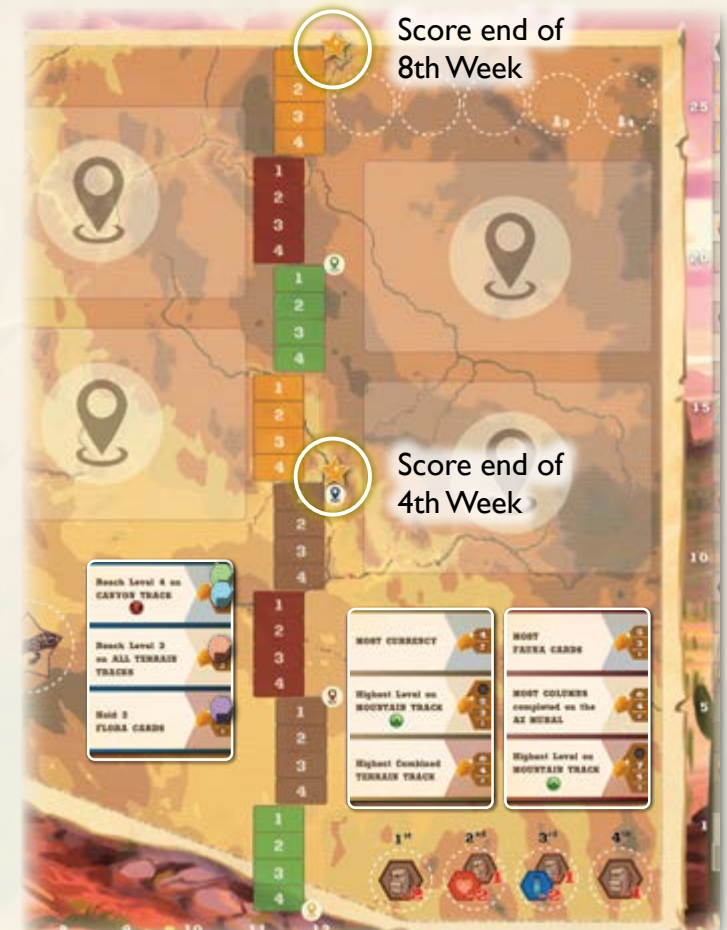 Score end of
8th Week
2
3
4
1
2
3
4
1
2
3
4
1
2
3
4
Score end of
4th Week
2
3
4
1
2
3
4
1
2
3
4
1
2
3
4
25
20
15
10
5
1
Reach Level 4 on
CANYON TRACK
Reach Level 3
on ALL TERRAIN
TRACKS
Hold 3
FLORA CARDS
MOST CURRENCY
Highest Level on
MOUNTAIN TRACK
Highest Combined
TERRAIN TRACK
MOST
FAUNA CARDS
MOST COLUMNS
completed on the
AZ MURAL
Highest Level on
MOUNTAIN TRACK
1st
2nd
3rd
4th
10
11
12